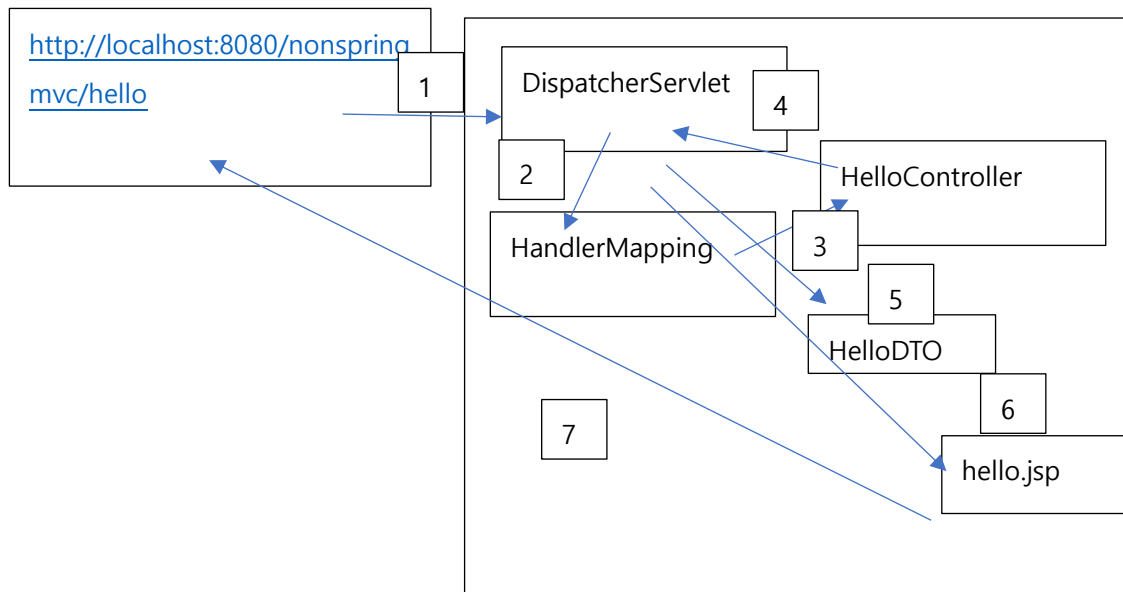 http://localhost:8080/nonspring
mvc/hello
1
DispatcherServlet
4
2
HelloController
HandlerMapping
3
5
HelloDTO
6
7
hello.jsp